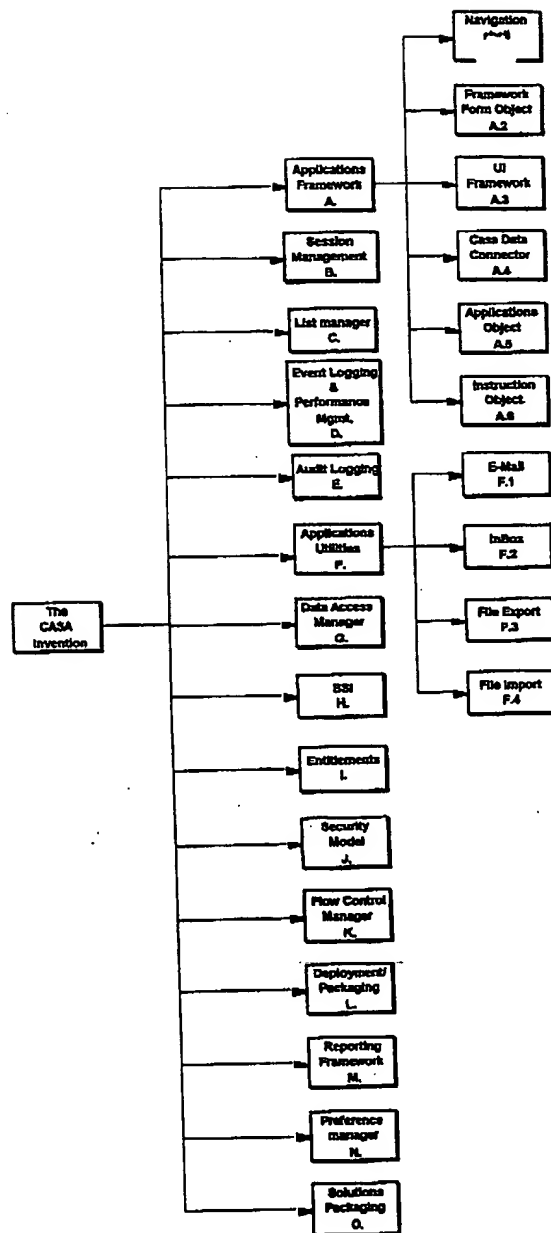 The
CASA
Invention
Applications
Framework
A.
Session
Management
B.
List manager
C.
Event Logging
&
Performance
Mgmt.
D.
Audit Logging
E.
Applications
Utilities
F.
Data Access
Manager
G.
BSI
H.
Entitlements
I.
Security
Model
J.
Flow Control
Manager
K.
Deployment/
Packaging
L.
Reporting
Framework
M.
Preference
manager
N.
Solutions
Packaging
O.
Navigation
Framework
Form Object
A.2
UI
Framework
A.3
Casa Data
Connector
A.4
Applications
Object
A.5
Instruction
Object
A.6
E-Mail
F.1
InBox
F.2
File Export
F.3
File Import
F.4